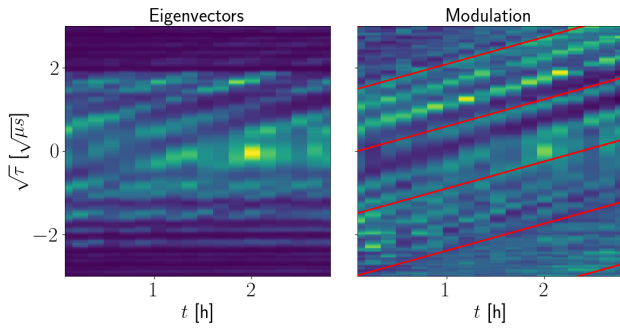 Eigenvectors Modulation
√τ [√μs]
2
0
−2
1 2 1 2
t [h] t [h]